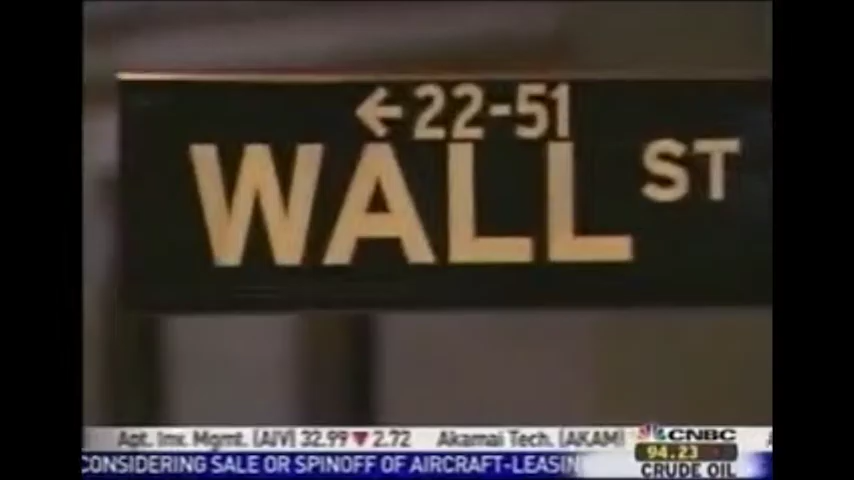 ←22-51
WALL ST
Apt. Inv. Mgmt. (AIV) 32.99 ▼ 2.72 Akamai Tech. (AKAM)
CNBC
94.23
CONSIDERING SALE OR SPINOFF OF AIRCRAFT-LEASIN
CRUDE OIL